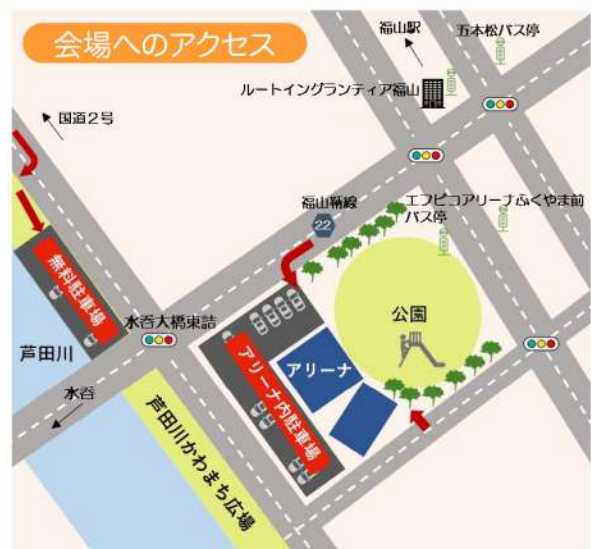 会場へのアクセス
福山駅
五本松バス停
ルートイングランティア福山
国道2号
福山鞆線
22
エフピコアリーナふくやま前
バス停
無料駐車場
水呑大橋東詰
公園
芦田川
アリーナ
水呑
アリーナ内駐車場
芦田川かわまち広場